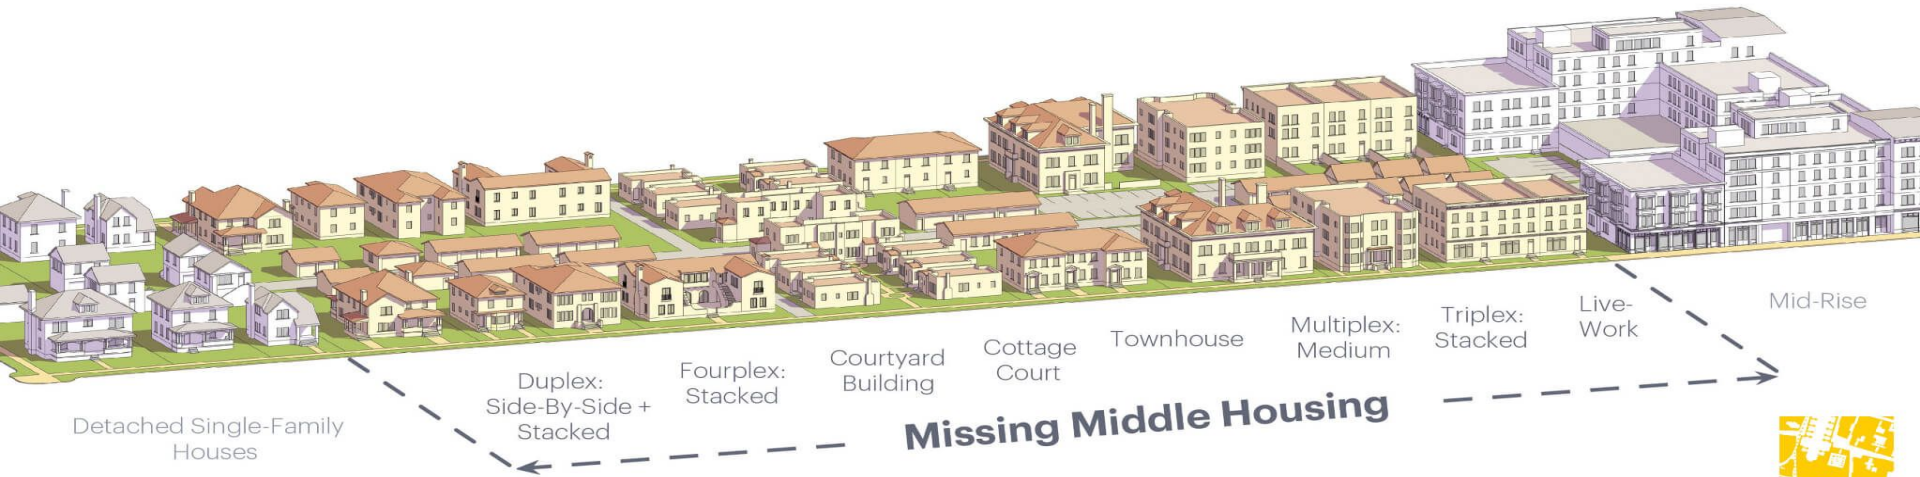 Detached Single-Family
Houses
Duplex:
Side-By-Side +
Stacked
Fourplex:
Stacked
Courtyard
Building
Cottage
Court
Townhouse
Multiplex:
Medium
Triplex:
Stacked
Live-
Work
Mid-Rise
Missing Middle Housing